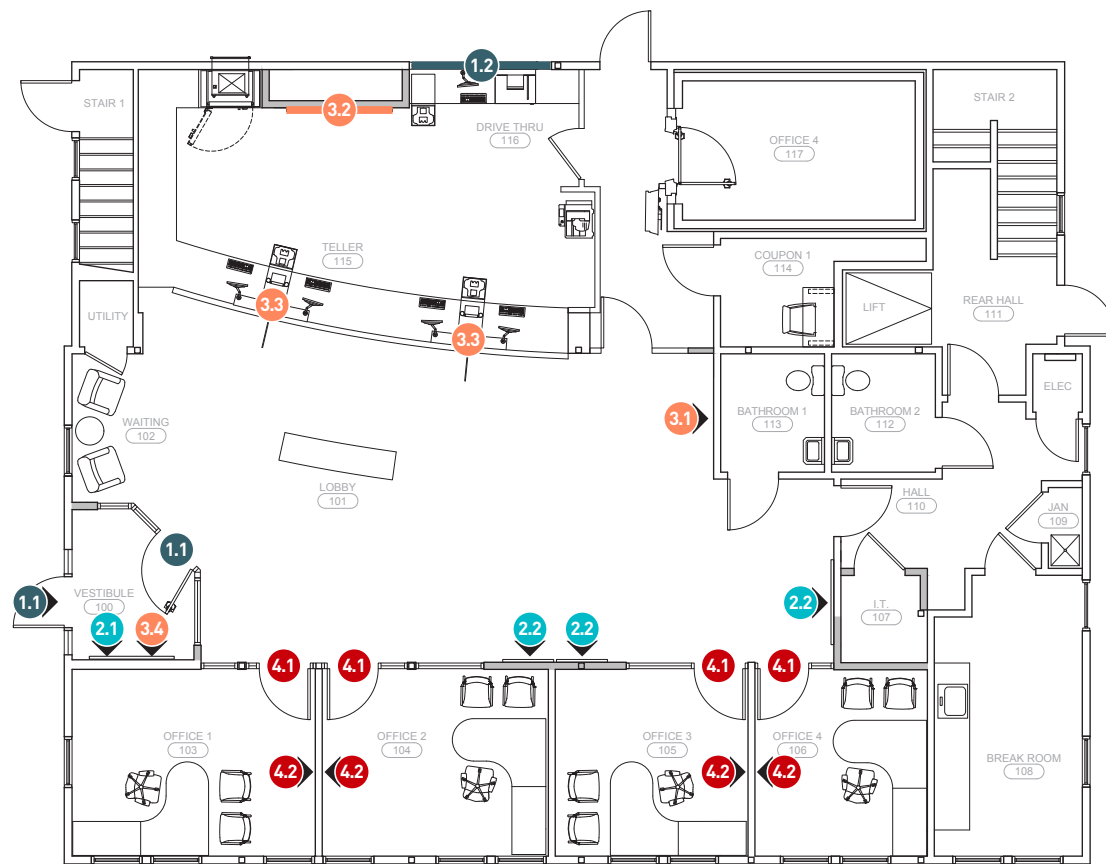 1.2
STAIR 1
3.2
STAIR 2
DRIVE THRU
116
OFFICE 4
117
TELLER
115
COUPON 1
114
3.3
3.3
UTILITY
LIFT
REAR HALL
111
ELEC
WAITING
102
3.1
BATHROOM 1
113
BATHROOM 2
112
LOBBY
101
HALL
110
JAN
109
1.1
1.1
VESTIBULE
100
2.1
3.4
2.2
I.T.
107
2.2
2.2
4.1
4.1
4.1
4.1
OFFICE 1
103
OFFICE 2
104
OFFICE 3
105
OFFICE 4
106
4.2
4.2
4.2
4.2
BREAK ROOM
108